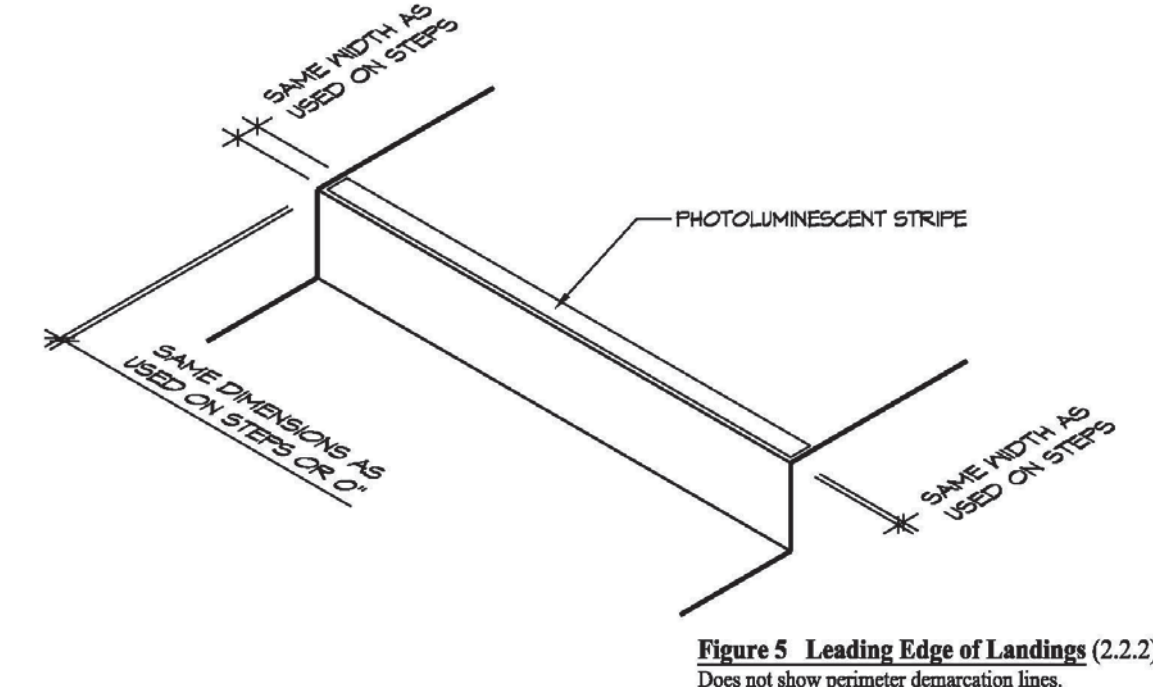 SAME WIDTH AS
USED ON STEPS
PHOTOLUMINESCENT STRIPE
SAME DIMENSIONS AS
USED ON STEPS OR 0"
SAME WIDTH AS
USED ON STEPS
Figure 5 Leading Edge of Landings (2.2.2)
Does not show perimeter demarcation lines.